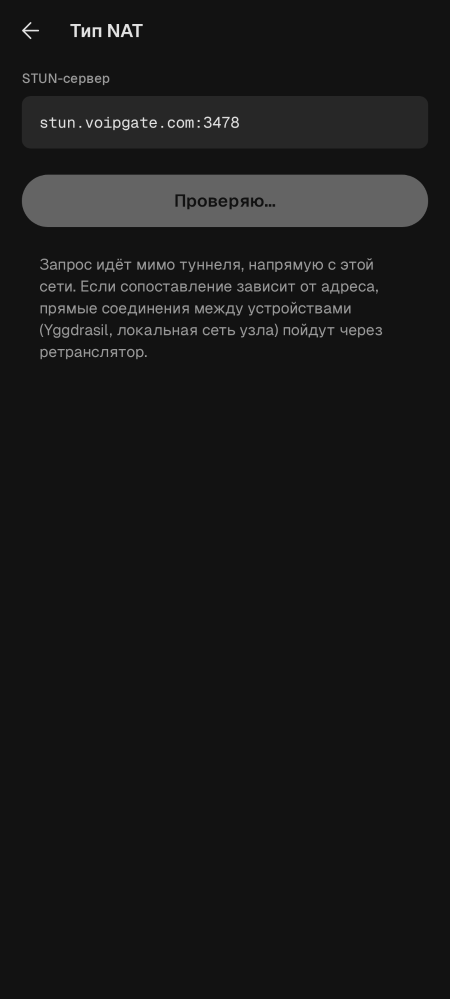 Тип NAT
STUN-сервер
stun.voipgate.com:3478
Проверяю…
Запрос идёт мимо туннеля, напрямую с этой
сети. Если сопоставление зависит от адреса,
прямые соединения между устройствами
(Yggdrasil, локальная сеть узла) пойдут через
ретранслятор.